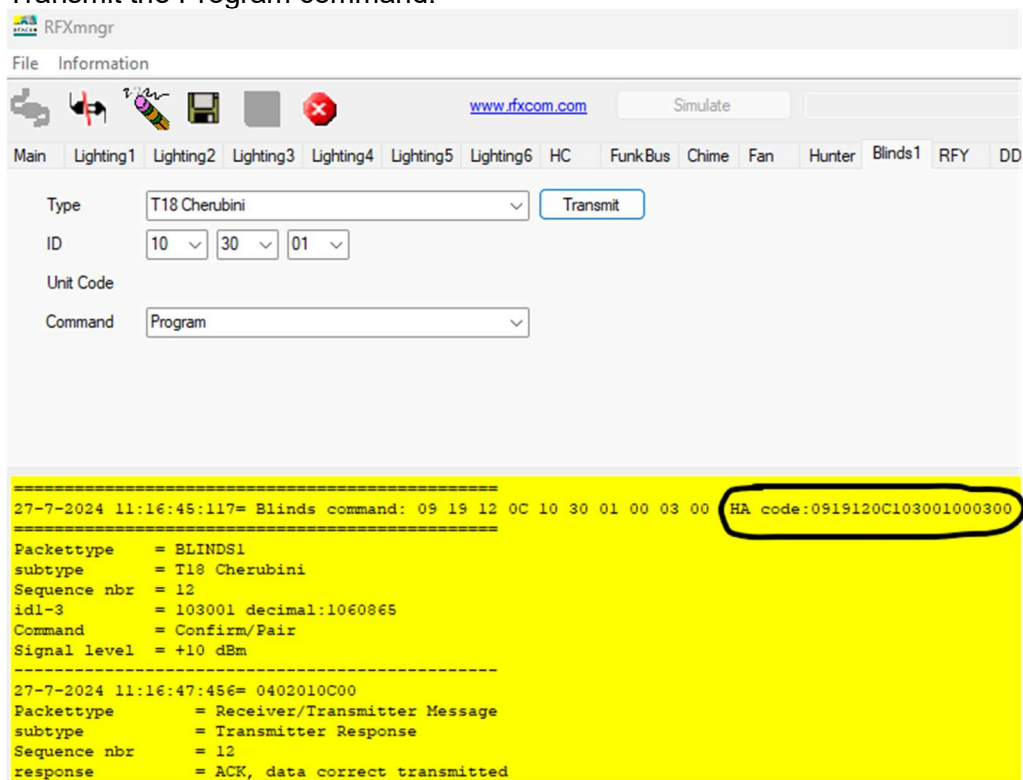 Transmit the Program command.
RFXmngr
File Information
www.rfxcom.com Simulate
Main Lighting1 Lighting2 Lighting3 Lighting4 Lighting5 Lighting6 HC FunkBus Chime Fan Hunter Blinds1 RFY DD
Type T18 Cherubini Transmit
ID 10 30 01
Unit Code
Command Program
==================================================
27-7-2024 11:16:45:117= Blinds command: 09 19 12 0C 10 30 01 00 03 00 HA code:0919120C103001000300
==================================================
Packettype = BLINDS1
subtype = T18 Cherubini
Sequence nbr = 12
id1-3 = 103001 decimal:1060865
Command = Confirm/Pair
Signal level = +10 dBm
--------------------------------------------------
27-7-2024 11:16:47:456= 0402010C00
Packettype = Receiver/Transmitter Message
subtype = Transmitter Response
Sequence nbr = 12
response = ACK, data correct transmitted